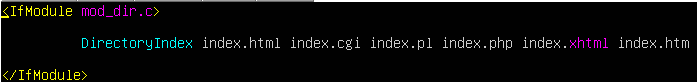 <IfModule mod_dir.c>
DirectoryIndex index.html index.cgi index.pl index.php index.xhtml index.htm
</IfModule>